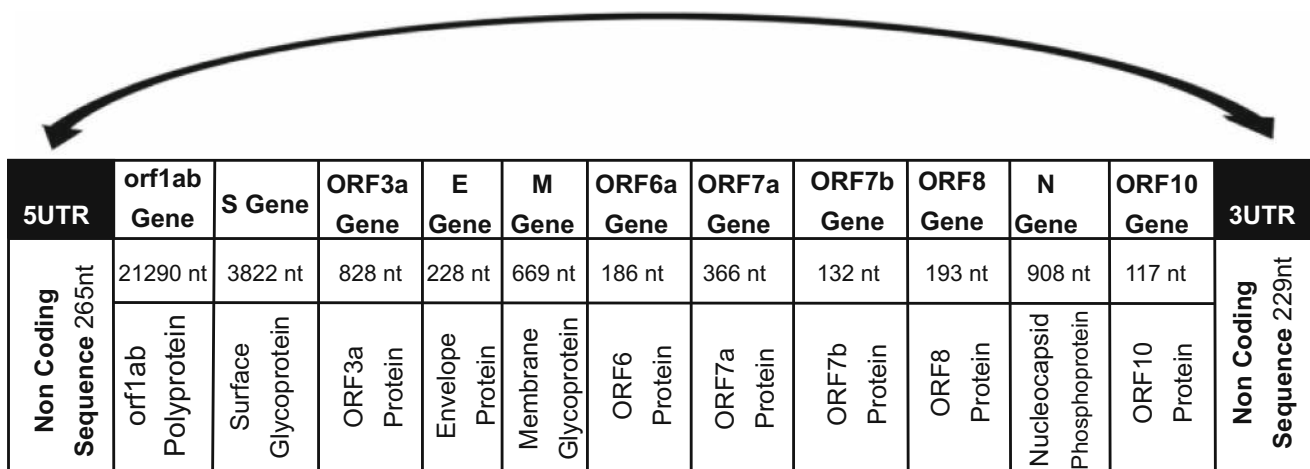 5UTR
orf1ab
Gene
S Gene
ORF3a
Gene
E
Gene
M
Gene
ORF6a
Gene
ORF7a
Gene
ORF7b
Gene
ORF8
Gene
N
Gene
ORF10
Gene
3UTR
Non Coding
Sequence 265nt
21290 nt
3822 nt
828 nt
228 nt
669 nt
186 nt
366 nt
132 nt
193 nt
908 nt
117 nt
Non Coding
Sequence 229nt
orf1ab
Polyprotein
Surface
Glycoprotein
ORF3a
Protein
Envelope
Protein
Membrane
Glycoprotein
ORF6
Protein
ORF7a
Protein
ORF7b
Protein
ORF8
Protein
Nucleocapsid
Phosphoprotein
ORF10
Protein